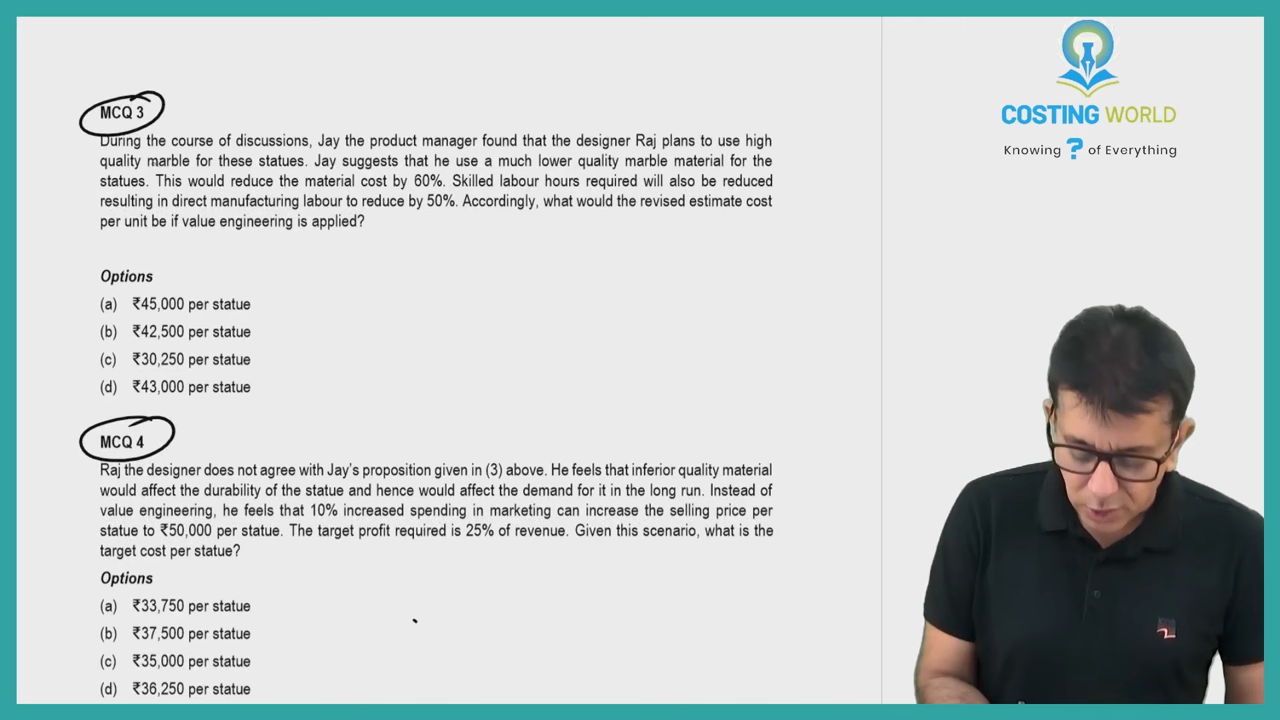 MCQ 3
During the course of discussions, Jay the product manager found that the designer Raj plans to use high
quality marble for these statues. Jay suggests that he use a much lower quality marble material for the
statues. This would reduce the material cost by 60%. Skilled labour hours required will also be reduced
resulting in direct manufacturing labour to reduce by 50%. Accordingly, what would the revised estimate cost
per unit be if value engineering is applied?
Options
(a) ₹45,000 per statue
(b) ₹42,500 per statue
(c) ₹30,250 per statue
(d) ₹43,000 per statue
MCQ 4
Raj the designer does not agree with Jay's proposition given in (3) above. He feels that inferior quality material
would affect the durability of the statue and hence would affect the demand for it in the long run. Instead of
value engineering, he feels that 10% increased spending in marketing can increase the selling price per
statue to ₹50,000 per statue. The target profit required is 25% of revenue. Given this scenario, what is the
target cost per statue?
Options
(a) ₹33,750 per statue
(b) ₹37,500 per statue
(c) ₹35,000 per statue
(d) ₹36,250 per statue
COSTING WORLD
Knowing ? of Everything